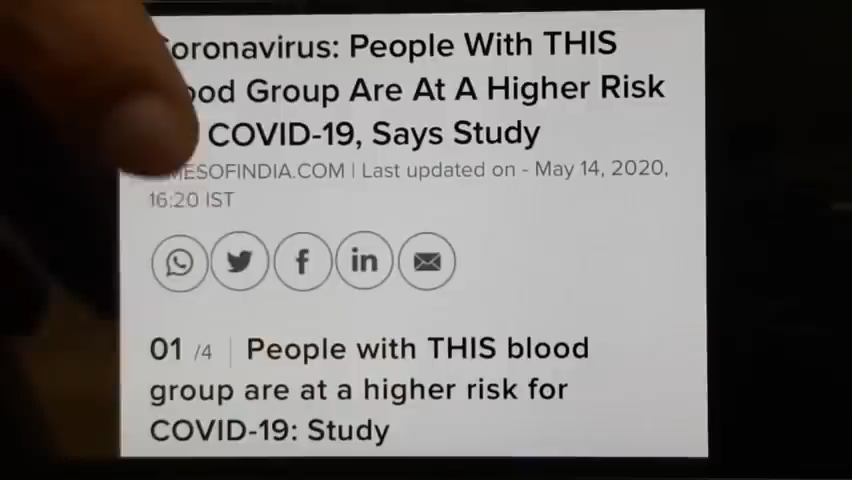 oronavirus: People With THIS
ood Group Are At A Higher Risk
COVID-19, Says Study
MESOFINDIA.COM | Last updated on - May 14, 2020,
16:20 IST
in
01 /4 | People with THIS blood
group are at a higher risk for
COVID-19: Study